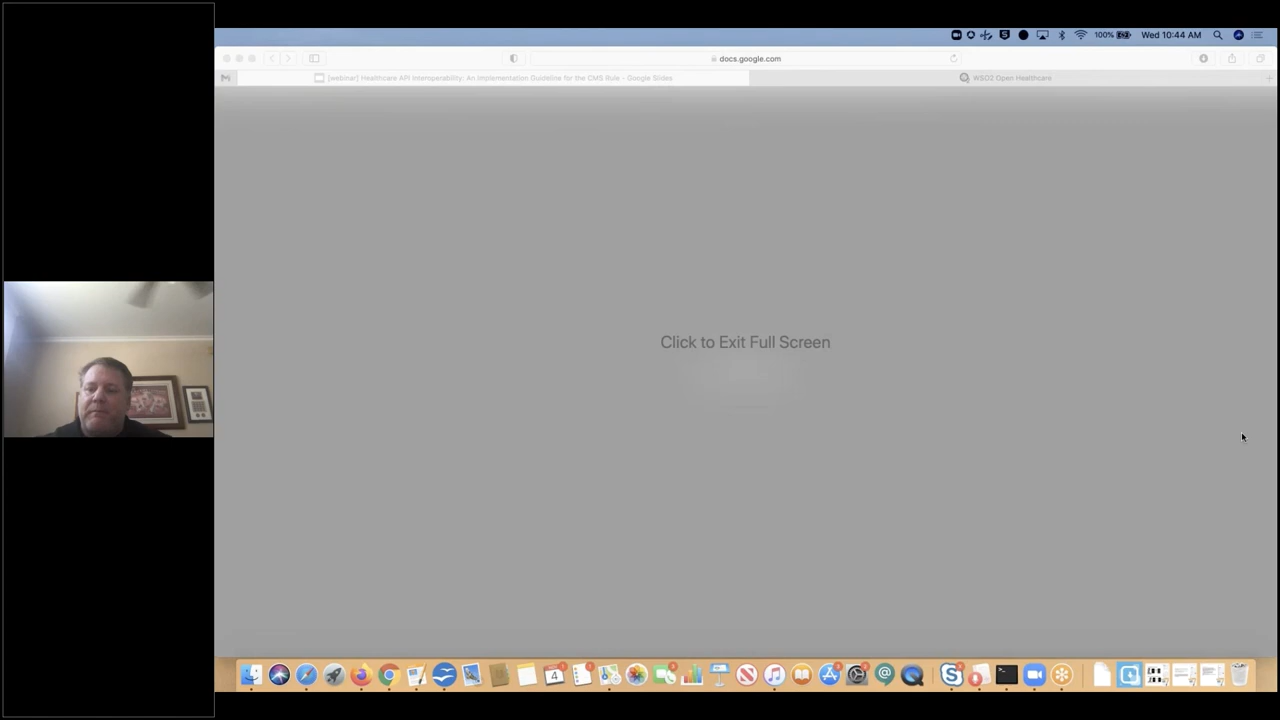 100% Wed 10:44 AM
docs.google.com
[webinar] Healthcare API Interoperability: An Implementation Guideline for the CMS Rule - Google Slides
WSO2 Open Healthcare
Click to Exit Full Screen
4